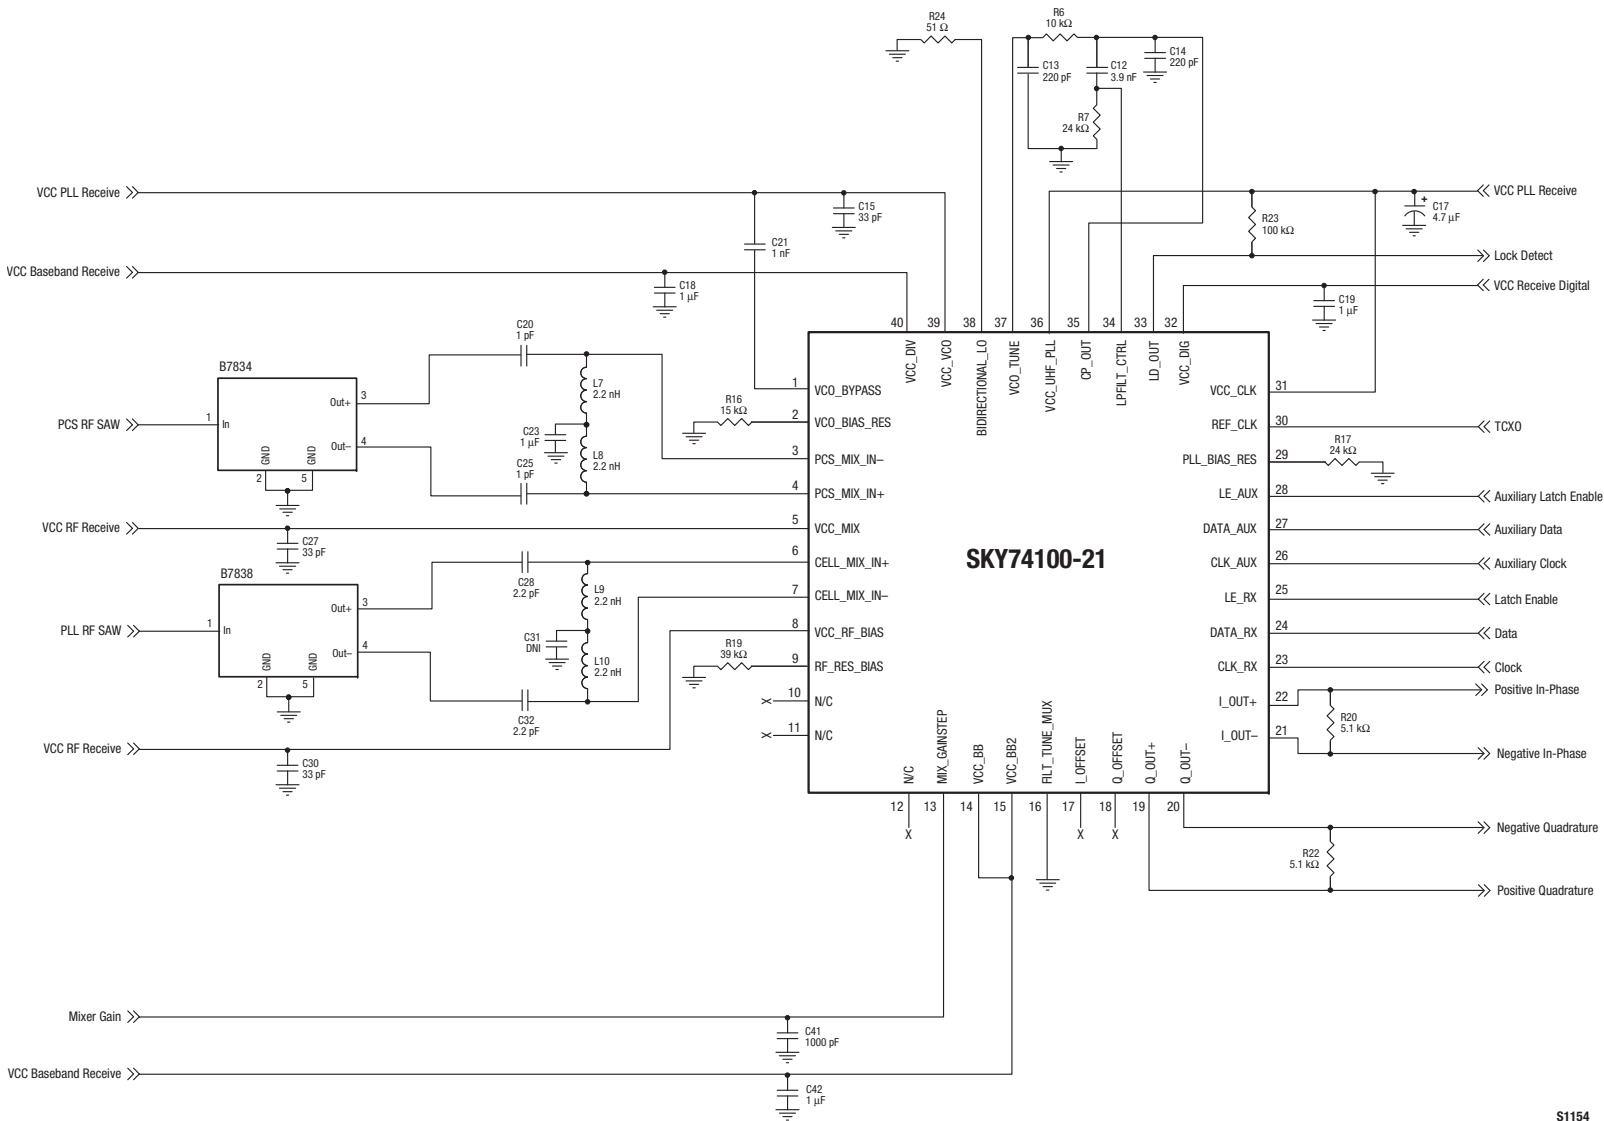 R24
51 Ω
R6
10 kΩ
C13
220 pF
C12
3.9 nF
C14
220 pF
R7
24 kΩ
VCC PLL Receive
C15
33 pF
C21
1 nF
VCC PLL Receive
+
C17
4.7 µF
R23
100 kΩ
Lock Detect
VCC Baseband Receive
C18
1 µF
VCC Receive Digital
C19
1 µF
40
39
38
37
36
35
34
33
32
VCC_DIV
VCC_VCO
BIDIRECTIONAL_LO
VCO_TUNE
VCC_UHF_PLL
CP_OUT
LPFILT_CTRL
LD_OUT
VCC_DIG
C20
1 pF
B7834
PCS RF SAW
1
In
Out+
3
Out–
4
GND
GND
2
5
L7
2.2 nH
C23
1 µF
L8
2.2 nH
C25
1 pF
R16
15 kΩ
1
VCO_BYPASS
2
VCO_BIAS_RES
3
PCS_MIX_IN–
4
PCS_MIX_IN+
VCC RF Receive
C27
33 pF
5
VCC_MIX
6
CELL_MIX_IN+
7
CELL_MIX_IN–
8
VCC_RF_BIAS
9
RF_RES_BIAS
10
N/C
11
N/C
SKY74100-21
VCC_CLK
31
REF_CLK
30
TCXO
PLL_BIAS_RES
29
R17
24 kΩ
LE_AUX
28
Auxiliary Latch Enable
DATA_AUX
27
Auxiliary Data
CLK_AUX
26
Auxiliary Clock
LE_RX
25
Latch Enable
DATA_RX
24
Data
CLK_RX
23
Clock
I_OUT+
22
Positive In-Phase
R20
5.1 kΩ
I_OUT–
21
Negative In-Phase
B7838
PLL RF SAW
1
In
Out+
3
Out–
4
GND
GND
2
5
C28
2.2 pF
L9
2.2 nH
C31
DNI
L10
2.2 nH
C32
2.2 pF
R19
39 kΩ
VCC RF Receive
C30
33 pF
N/C
MIX_GAINSTEP
VCC_BB
VCC_BB2
FILT_TUNE_MUX
I_OFFSET
Q_OFFSET
Q_OUT+
Q_OUT–
12
13
14
15
16
17
18
19
20
X
X
X
Negative Quadrature
R22
5.1 kΩ
Positive Quadrature
Mixer Gain
C41
1000 pF
VCC Baseband Receive
C42
1 µF
S1154